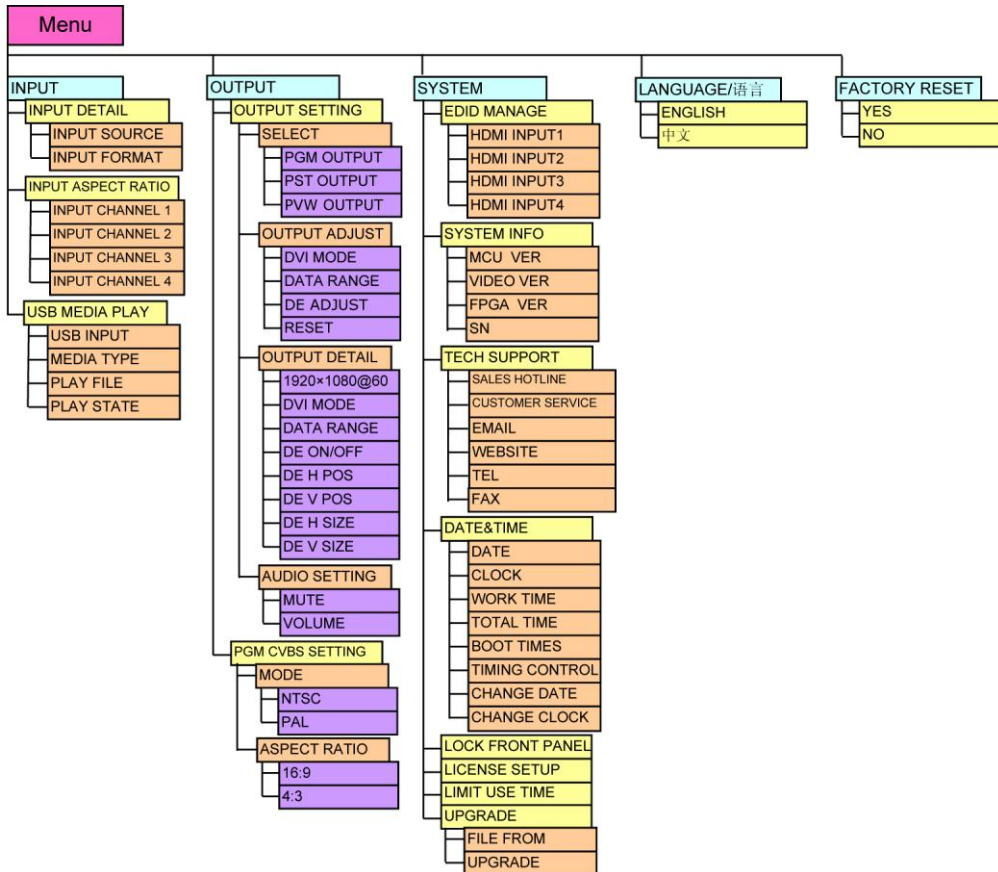 Menu
INPUT
INPUT DETAIL
INPUT SOURCE
INPUT FORMAT
INPUT ASPECT RATIO
INPUT CHANNEL 1
INPUT CHANNEL 2
INPUT CHANNEL 3
INPUT CHANNEL 4
USB MEDIA PLAY
USB INPUT
MEDIA TYPE
PLAY FILE
PLAY STATE
OUTPUT
OUTPUT SETTING
SELECT
PGM OUTPUT
PST OUTPUT
PVW OUTPUT
OUTPUT ADJUST
DVI MODE
DATA RANGE
DE ADJUST
RESET
OUTPUT DETAIL
1920×1080@60
DVI MODE
DATA RANGE
DE ON/OFF
DE H POS
DE V POS
DE H SIZE
DE V SIZE
AUDIO SETTING
MUTE
VOLUME
PGM CVBS SETTING
MODE
NTSC
PAL
ASPECT RATIO
16:9
4:3
SYSTEM
EDID MANAGE
HDMI INPUT1
HDMI INPUT2
HDMI INPUT3
HDMI INPUT4
SYSTEM INFO
MCU VER
VIDEO VER
FPGA VER
SN
TECH SUPPORT
SALES HOTLINE
CUSTOMER SERVICE
EMAIL
WEBSITE
TEL
FAX
DATE&TIME
DATE
CLOCK
WORK TIME
TOTAL TIME
BOOT TIMES
TIMING CONTROL
CHANGE DATE
CHANGE CLOCK
LOCK FRONT PANEL
LICENSE SETUP
LIMIT USE TIME
UPGRADE
FILE FROM
UPGRADE
LANGUAGE/语言
ENGLISH
中文
FACTORY RESET
YES
NO